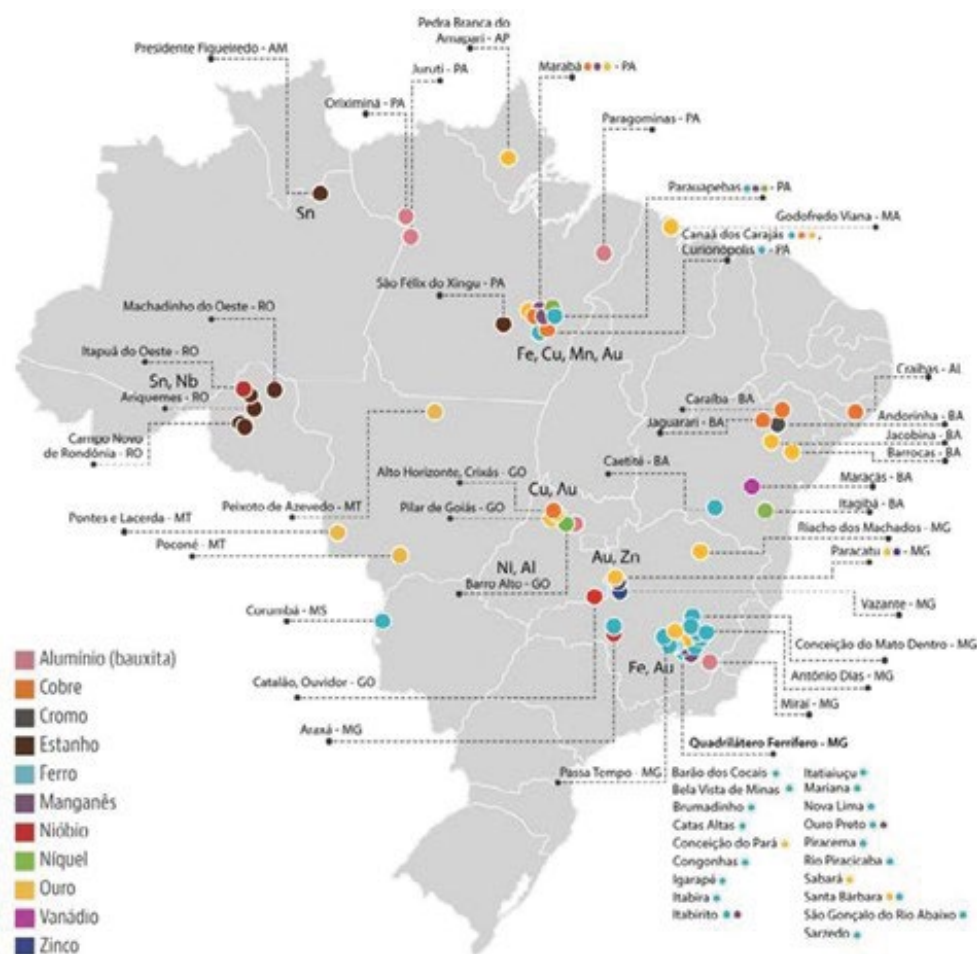 Pedra Branca do
Amapari - AP
Presidente Figueiredo - AM
Juruti - PA
Marabá - PA
Oriximiná - PA
Paragominas - PA
Parauapebas - PA
Sn
Godofredo Viana - MA
Canaã dos Carajás ,
Curionópolis - PA
São Félix do Xingu - PA
Machadinho do Oeste - RO
Fe, Cu, Mn, Au
Itapuã do Oeste - RO
Sn, Nb
Craíbas - AL
Ariquemes - RO
Caraíba - BA
Andorinha - BA
Jaguarari - BA
Campo Novo
de Rondônia - RO
Jacobina - BA
Barrocas - BA
Caetité - BA
Alto Horizonte, Crixás - GO
Maracás - BA
Cu, Au
Peixoto de Azevedo - MT
Pilar de Goiás - GO
Itagibá - BA
Pontes e Lacerda - MT
Riacho dos Machados - MG
Poconé - MT
Au, Zn
Paracatu - MG
Ni, Al
Barro Alto - GO
Corumbá - MS
Vazante - MG
Conceição do Mato Dentro - MG
Fe, Au
Antônio Dias - MG
Catalão, Ouvidor - GO
Miraí - MG
Araxá - MG
Quadrilátero Ferrífero - MG
Passa Tempo - MG
Alumínio (bauxita)
Cobre
Cromo
Estanho
Ferro
Manganês
Nióbio
Níquel
Ouro
Vanádio
Zinco
Barão dos Cocais
Bela Vista de Minas
Brumadinho
Catas Altas
Conceição do Pará
Congonhas
Igarapé
Itabira
Itabirito
Itatiaiuçu
Mariana
Nova Lima
Ouro Preto
Piracema
Rio Piracicaba
Sabará
Santa Bárbara
São Gonçalo do Rio Abaixo
Sarzedo